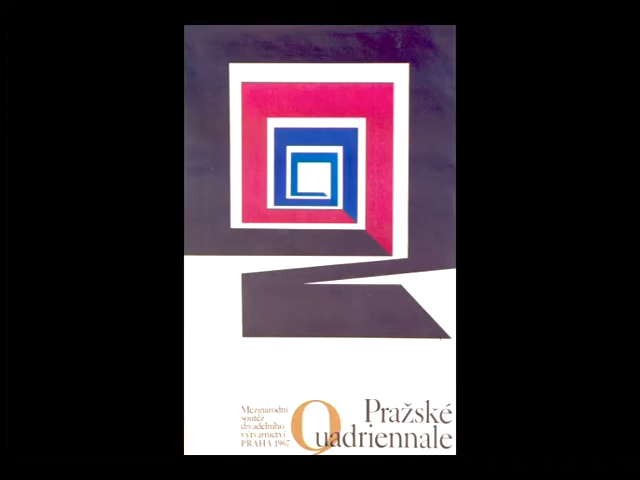 Mezinárodní
soutěž
divadelního
výtvarnictví
PRAHA 1967
Pražské
Quadriennale